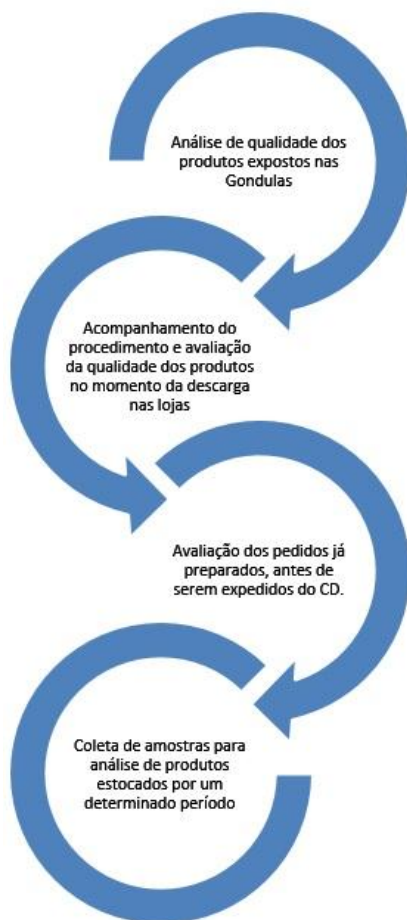 Análise de qualidade dos
produtos expostos nas
Gondulas
Acompanhamento do
procedimento e avaliação
da qualidade dos produtos
no momento da descarga
nas lojas
Avaliação dos pedidos já
preparados, antes de
serem expedidos do CD.
Coleta de amostras para
análise de produtos
estocados por um
determinado período